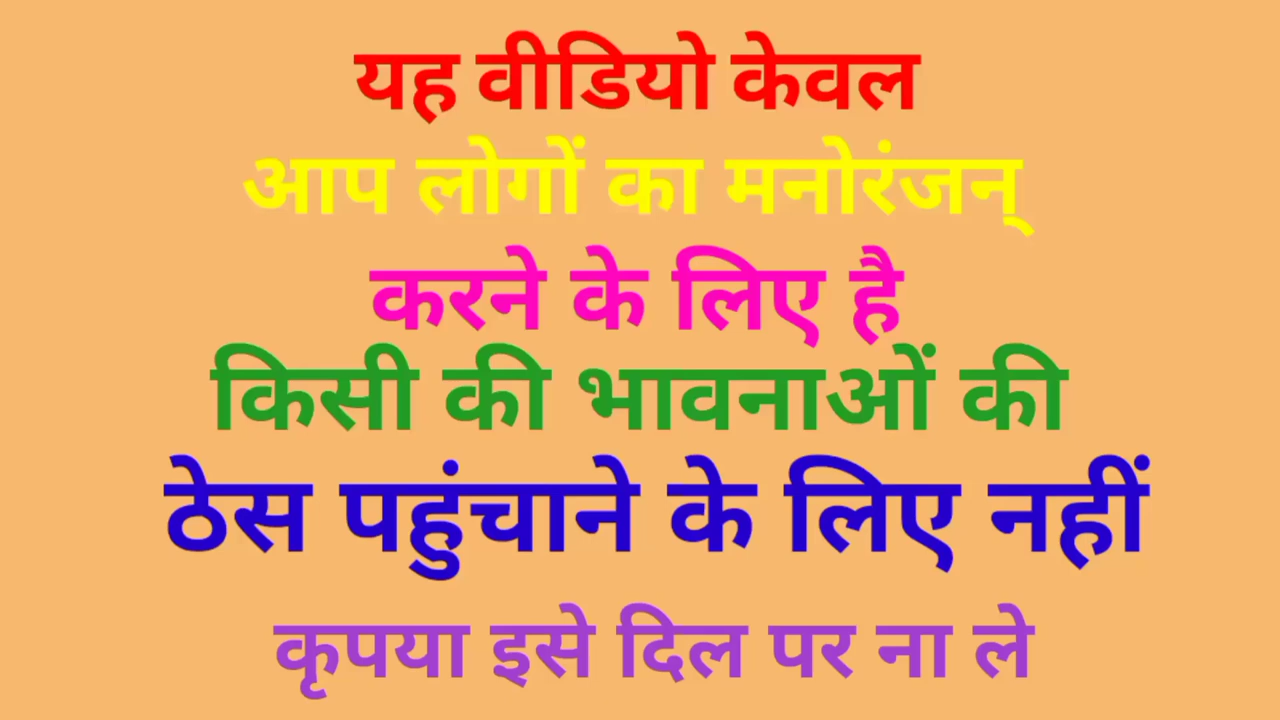 यह वीडियो केवल
आप लोगों का मनोरंजन्
करने के लिए है
किसी की भावनाओं की
ठेस पहुंचाने के लिए नहीं
कृपया इसे दिल पर ना ले